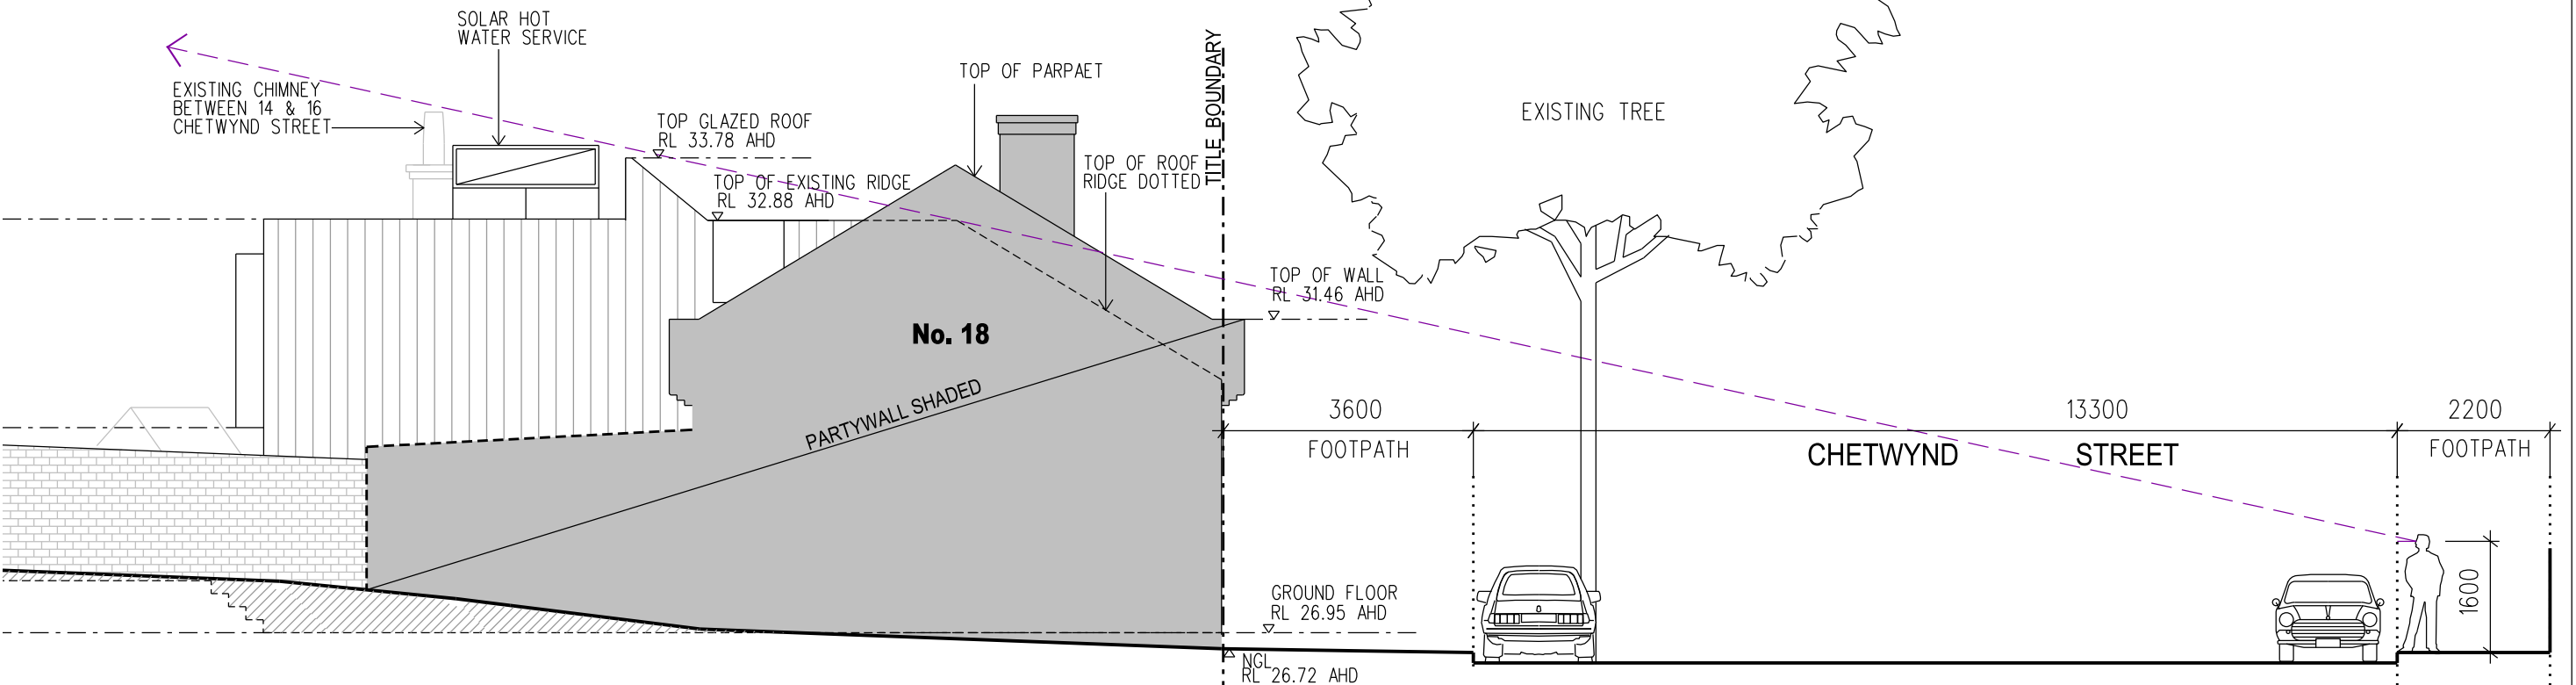 SOLAR HOT
WATER SERVICE
EXISTING CHIMNEY
BETWEEN 14 & 16
CHETWYND STREET
TOP GLAZED ROOF
RL 33.78 AHD
TOP OF EXISTING RIDGE
RL 32.88 AHD
TOP OF PARPAET
TOP OF ROOF
RIDGE DOTTED
TITLE BOUNDARY
EXISTING TREE
TOP OF WALL
RL 31.46 AHD
No. 18
PARTYWALL SHADED
3600
FOOTPATH
13300
CHETWYND STREET
2200
FOOTPATH
1600
GROUND FLOOR
RL 26.95 AHD
NGL
RL 26.72 AHD